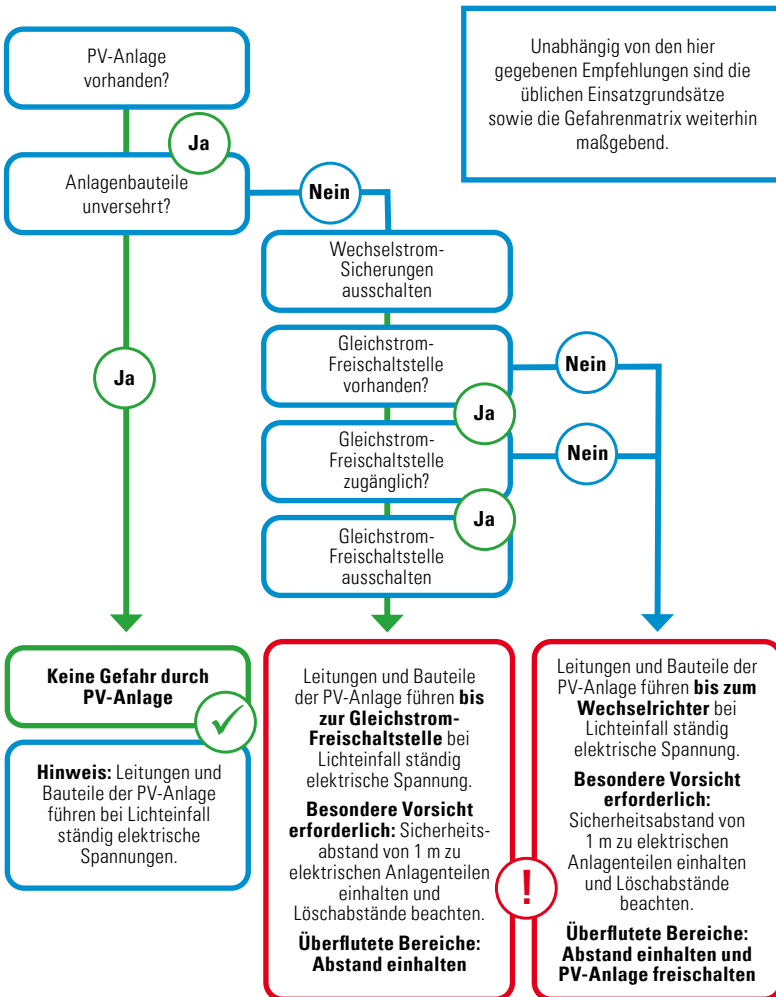 PV-Anlage
vorhanden?
Unabhängig von den hier
gegebenen Empfehlungen sind die
üblichen Einsatzgrundsätze
sowie die Gefahrenmatrix weiterhin
maßgebend.
Ja
Anlagenbauteile
unversehrt?
Nein
Wechselstrom-
Sicherungen
ausschalten
Gleichstrom-
Freischaltstelle
vorhanden?
Nein
Ja
Ja
Gleichstrom-
Freischaltstelle
zugänglich?
Nein
Ja
Gleichstrom-
Freischaltstelle
ausschalten
Keine Gefahr durch
PV-Anlage
Hinweis: Leitungen und
Bauteile der PV-Anlage
führen bei Lichteinfall
ständig elektrische
Spannungen.
Leitungen und Bauteile
der PV-Anlage führen bis
zur Gleichstrom-
Freischaltstelle bei
Lichteinfall ständig
elektrische Spannung.
Besondere Vorsicht
erforderlich: Sicherheits-
abstand von 1 m zu
elektrischen Anlagenteilen
einhalten und
Löschabstände beachten.
Überflutete Bereiche:
Abstand einhalten
!
Leitungen und Bauteile der
PV-Anlage führen bis zum
Wechselrichter bei
Lichteinfall ständig
elektrische Spannung.
Besondere Vorsicht
erforderlich:
Sicherheitsabstand von
1 m zu elektrischen
Anlagenteilen einhalten
und Löschabstände
beachten.
Überflutete Bereiche:
Abstand einhalten und
PV-Anlage freischalten